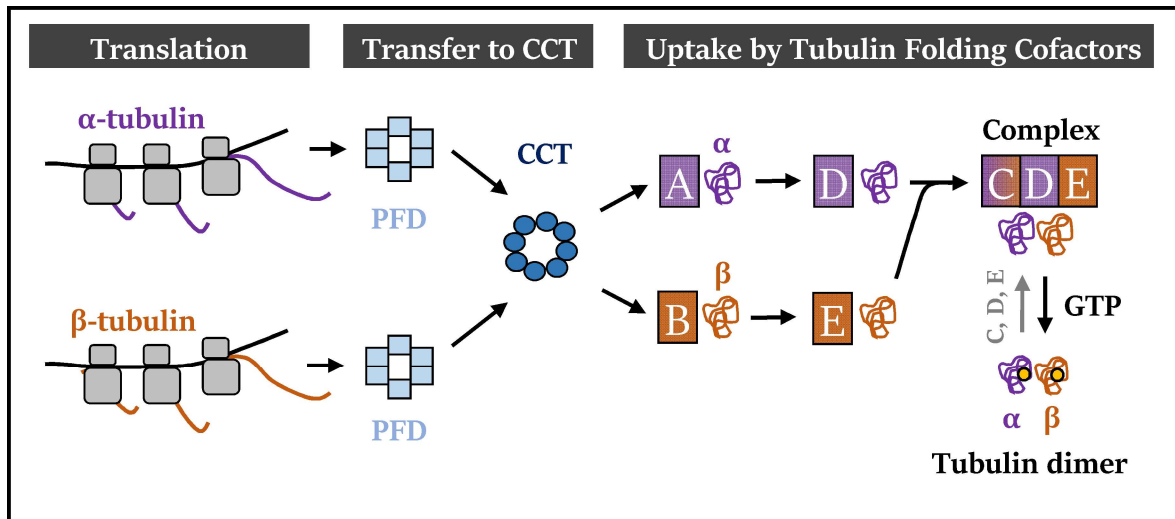 Translation
Transfer to CCT
Uptake by Tubulin Folding Cofactors
α-tubulin
PFD
CCT
A
α
D
Complex
C D E
β-tubulin
PFD
B
β
E
C, D, E
GTP
α β
Tubulin dimer